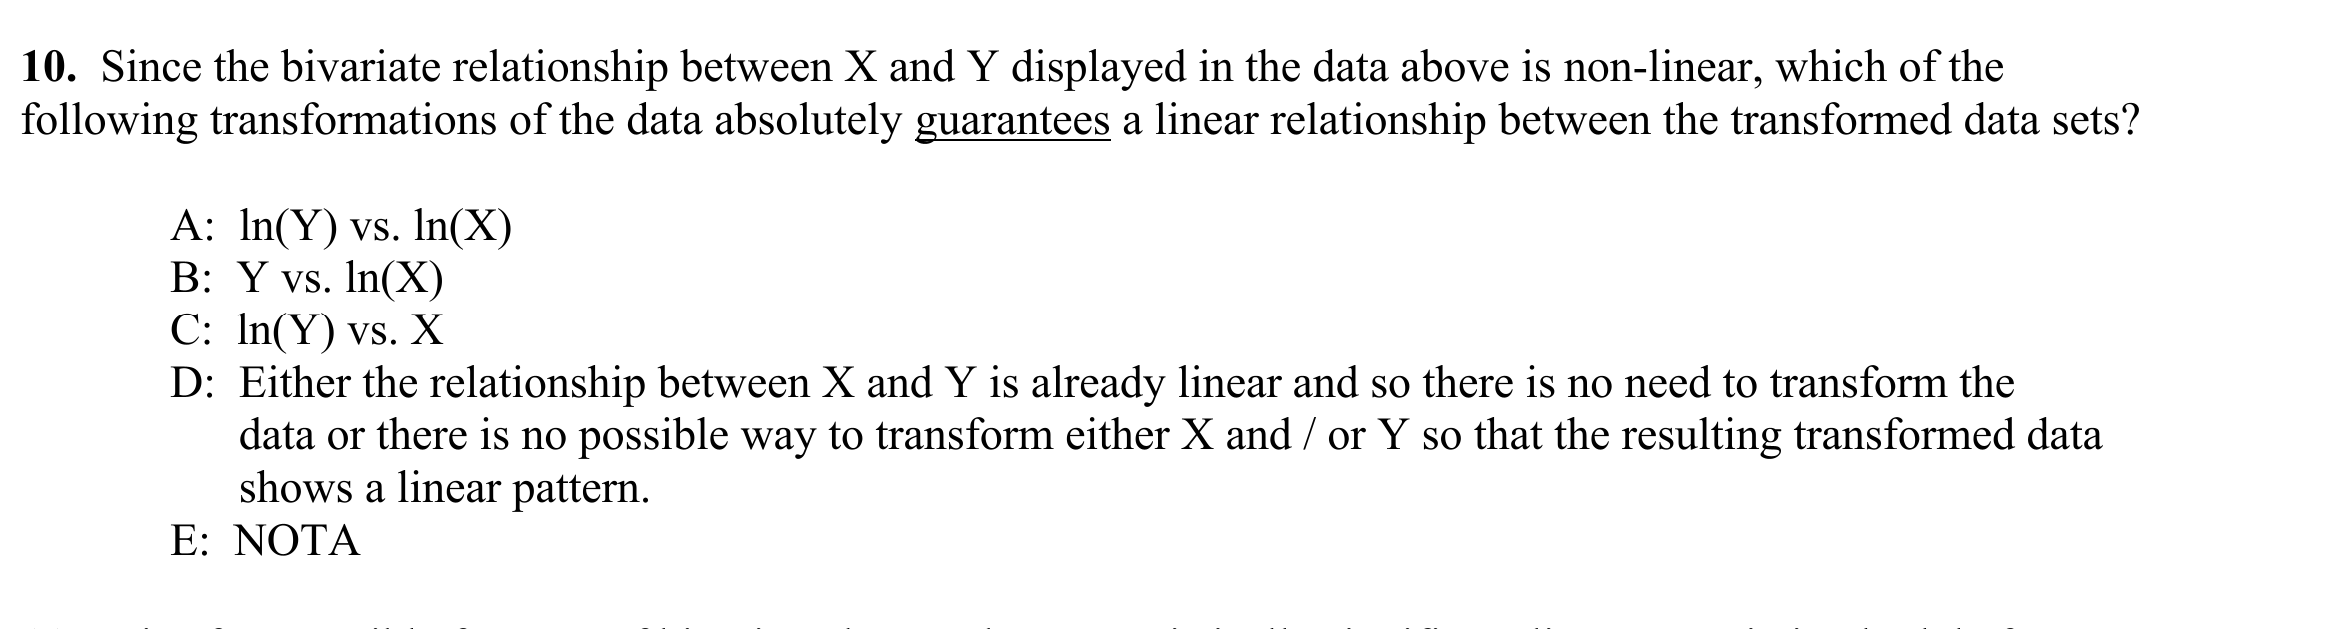 10. Since the bivariate relationship between X and Y displayed in the data above is non-linear, which of the
following transformations of the data absolutely guarantees a linear relationship between the transformed data sets?
A: ln(Y) vs. ln(X)
B: Y vs. ln(X)
C: ln(Y) vs. X
D: Either the relationship between X and Y is already linear and so there is no need to transform the
data or there is no possible way to transform either X and / or Y so that the resulting transformed data
shows a linear pattern.
E: NOTA